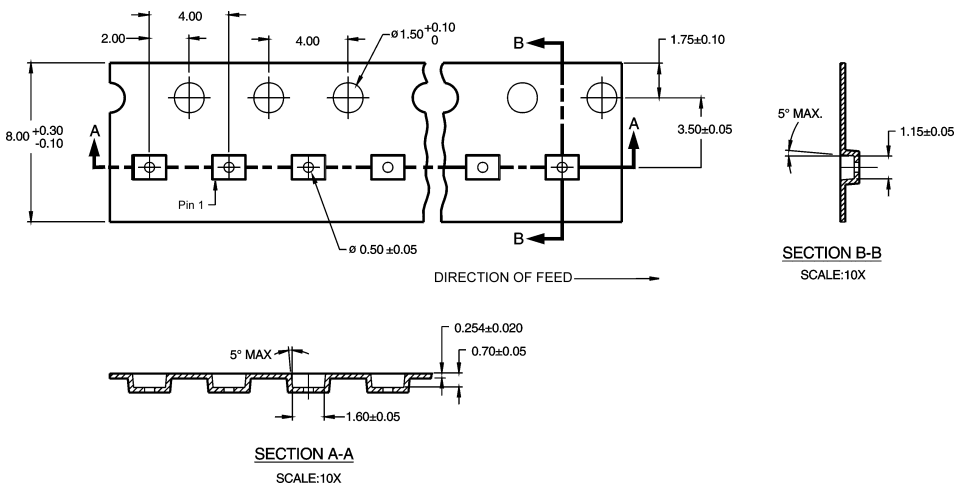 4.00
2.00
4.00
ø1.50 +0.10
0
B
1.75±0.10
8.00 +0.30
-0.10
A
A
3.50±0.05
5° MAX.
1.15±0.05
Pin 1
B
ø 0.50 ±0.05
SECTION B-B
SCALE:10X
DIRECTION OF FEED
0.254±0.020
5° MAX
0.70±0.05
1.60±0.05
SECTION A-A
SCALE:10X